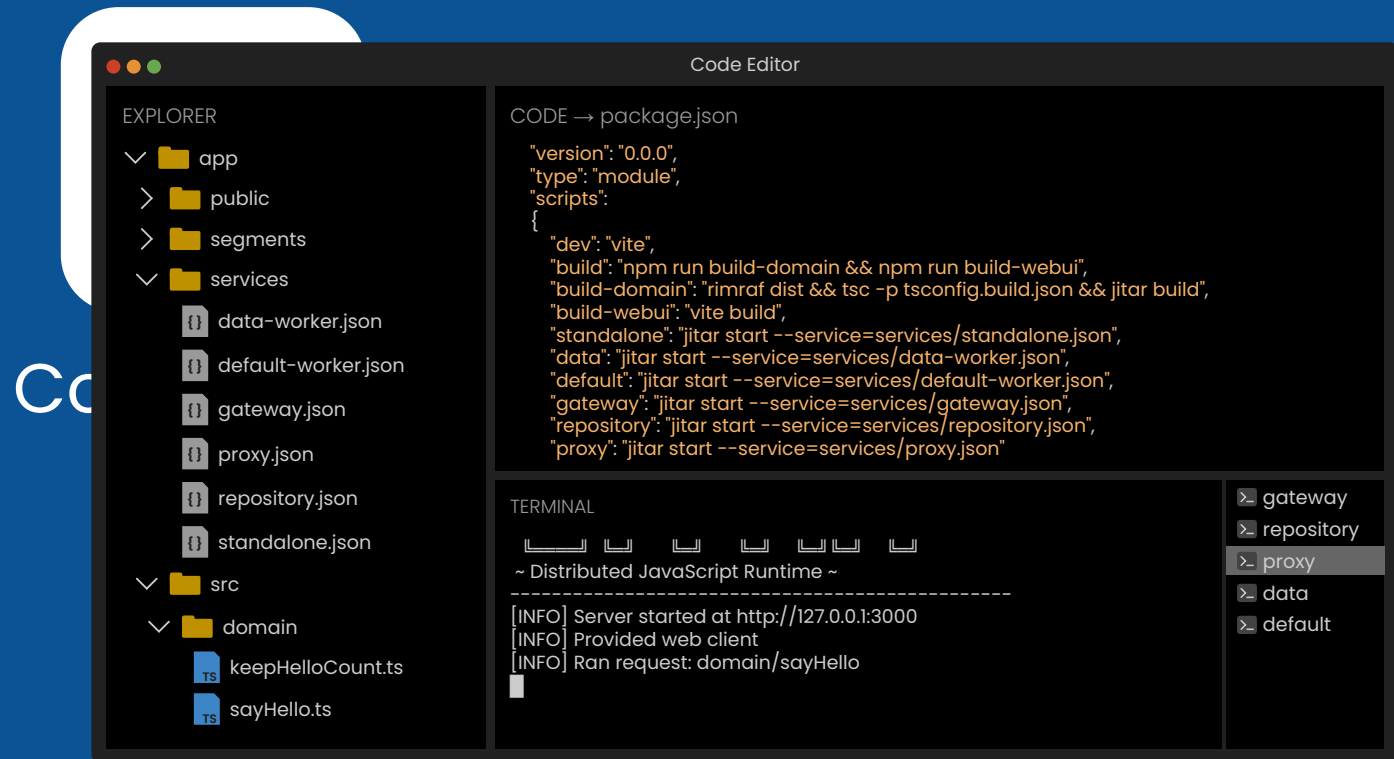 Code Editor
EXPLORER
app
public
segments
services
data-worker.json
default-worker.json
gateway.json
proxy.json
repository.json
standalone.json
src
domain
TS keepHelloCount.ts
TS sayHello.ts
Co
CODE → package.json
"version": "0.0.0",
"type": "module",
"scripts":
{
"dev": "vite",
"build": "npm run build-domain && npm run build-webui",
"build-domain": "rimraf dist && tsc -p tsconfig.build.json && jitar build",
"build-webui": "vite build",
"standalone": "jitar start --service=services/standalone.json",
"data": "jitar start --service=services/data-worker.json",
"default": "jitar start --service=services/default-worker.json",
"gateway": "jitar start --service=services/gateway.json",
"repository": "jitar start --service=services/repository.json",
"proxy": "jitar start --service=services/proxy.json"
TERMINAL
~ Distributed JavaScript Runtime ~
[INFO] Server started at http://127.0.0.1:3000
[INFO] Provided web client
[INFO] Ran request: domain/sayHello
gateway
repository
proxy
data
default